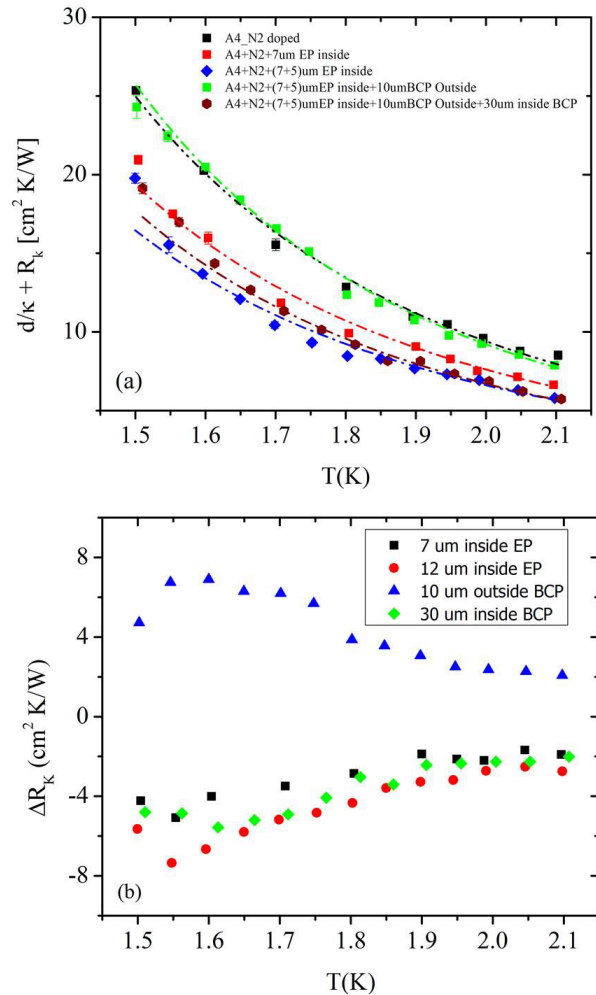 (a)
A4_N2 doped
A4+N2+7um EP inside
A4+N2+(7+5)um EP inside
A4+N2+(7+5)umEP inside+10umBCP Outside
A4+N2+(7+5)umEP inside+10umBCP Outside+30um inside BCP
30
20
10
d/κ + R_k [cm² K/W]
1.5 1.6 1.7 1.8 1.9 2.0 2.1
T(K)
8
4
0
-4
-8
ΔR_K (cm² K/W)
7 um inside EP
12 um inside EP
10 um outside BCP
30 um inside BCP
(b)
1.5 1.6 1.7 1.8 1.9 2.0 2.1
T(K)